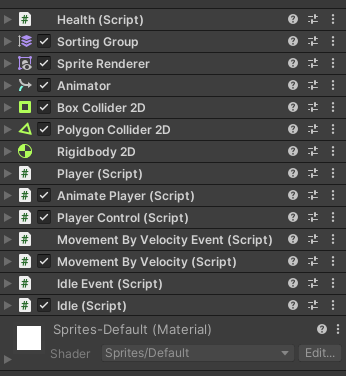 Health (Script)
Sorting Group
Sprite Renderer
Animator
Box Collider 2D
Polygon Collider 2D
Rigidbody 2D
Player (Script)
Animate Player (Script)
Player Control (Script)
Movement By Velocity Event (Script)
Movement By Velocity (Script)
Idle Event (Script)
Idle (Script)
Sprites-Default (Material)
Shader Sprites/Default Edit...